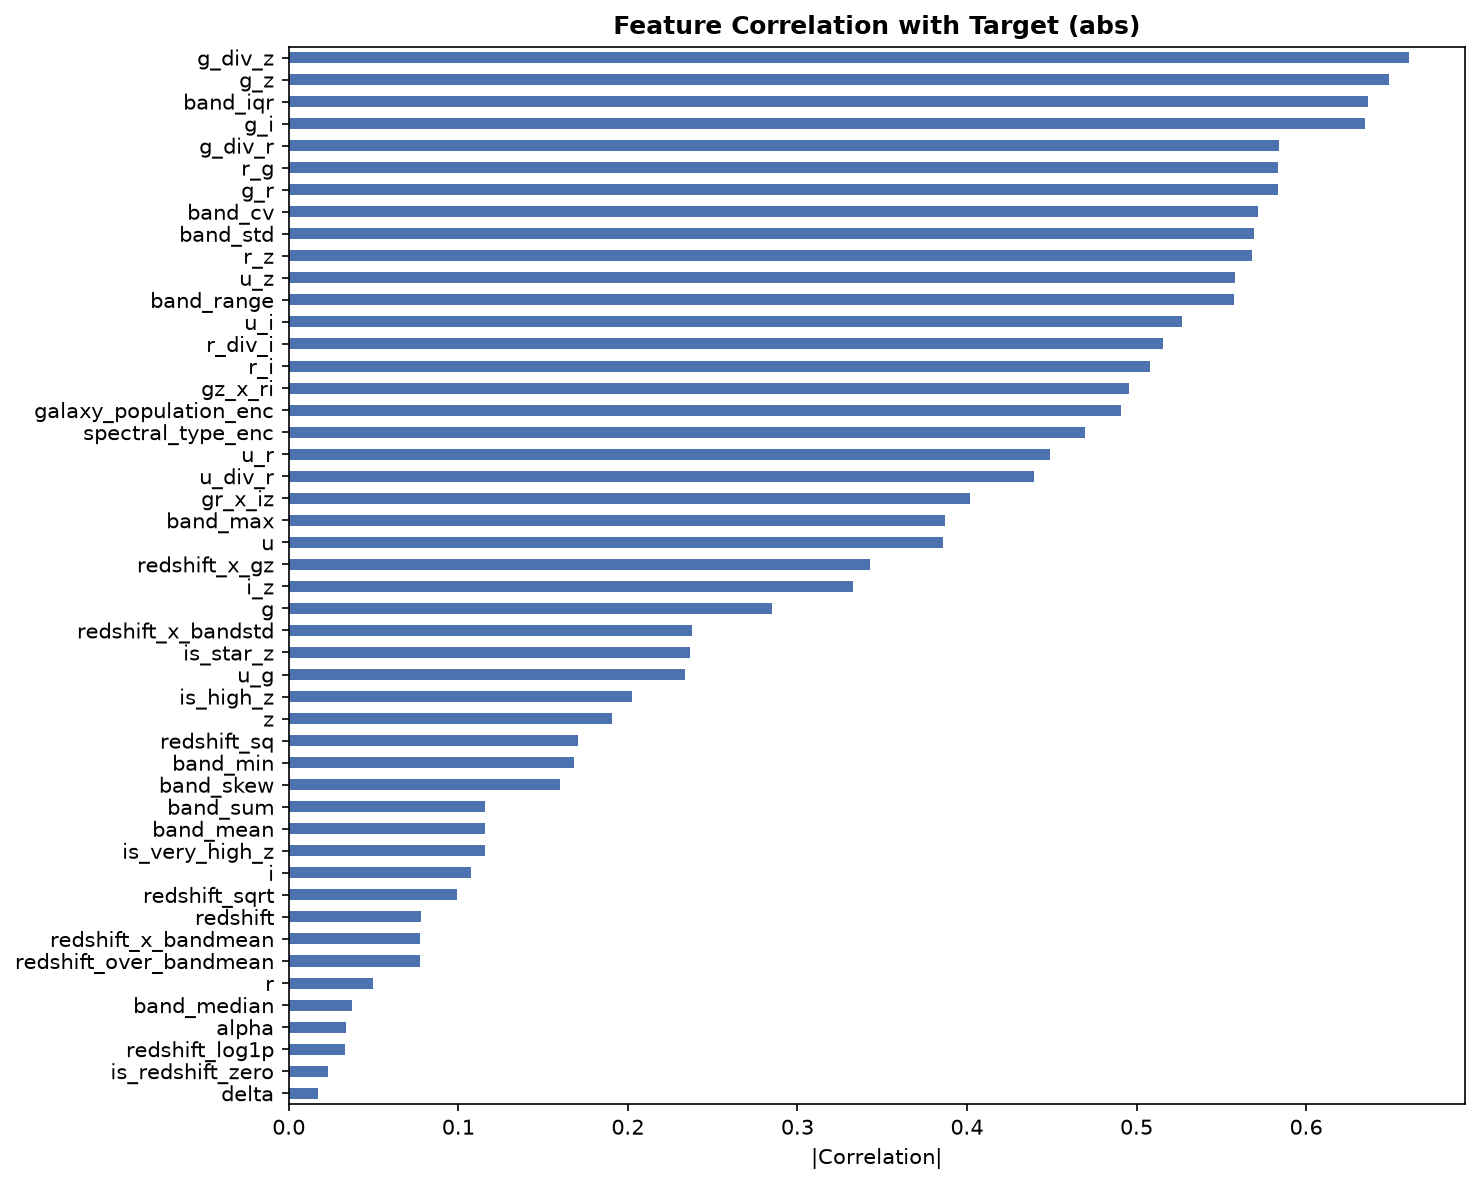 Feature Correlation with Target (abs)
g_div_z
g_z
band_iqr
g_i
g_div_r
r_g
g_r
band_cv
band_std
r_z
u_z
band_range
u_i
r_div_i
r_i
gz_x_ri
galaxy_population_enc
spectral_type_enc
u_r
u_div_r
gr_x_iz
band_max
u
redshift_x_gz
i_z
g
redshift_x_bandstd
is_star_z
u_g
is_high_z
z
redshift_sq
band_min
band_skew
band_sum
band_mean
is_very_high_z
i
redshift_sqrt
redshift
redshift_x_bandmean
redshift_over_bandmean
r
band_median
alpha
redshift_log1p
is_redshift_zero
delta
0.0 0.1 0.2 0.3 0.4 0.5 0.6
|Correlation|